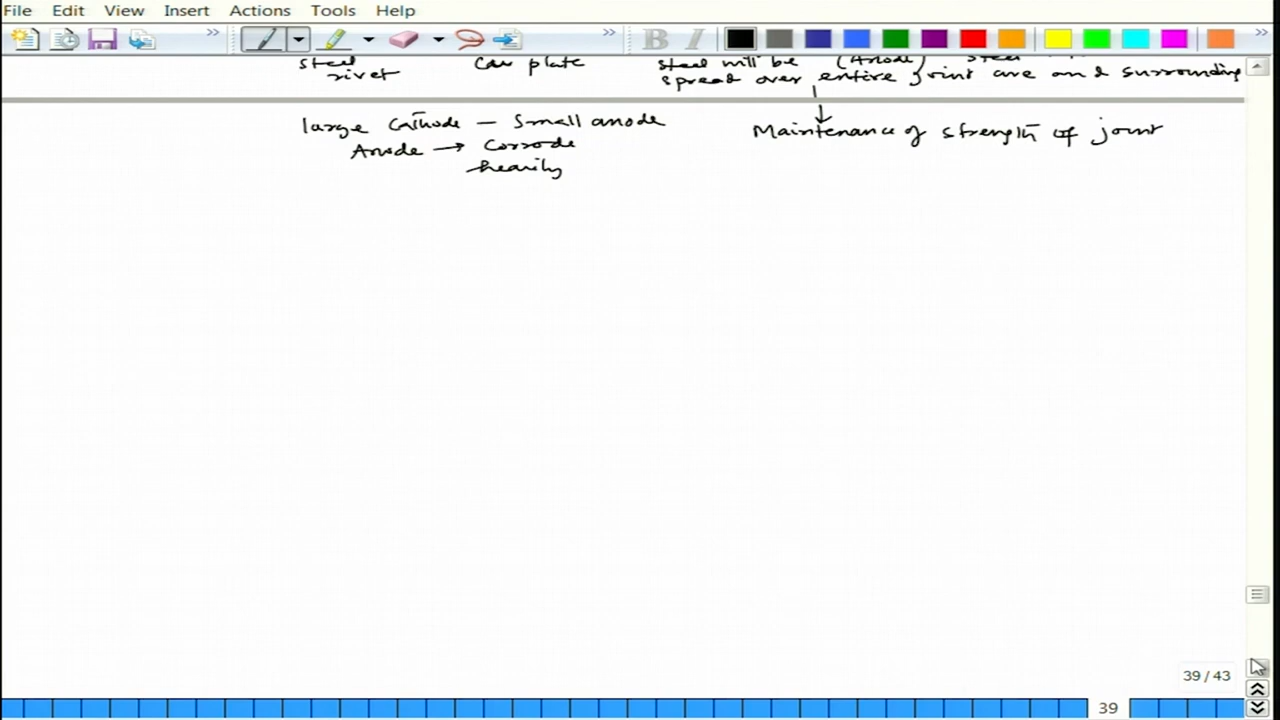 File Edit View Insert Actions Tools Help
B I
steel
rivet
Cu plate
steel will be (Anode) steel
spread over entire joint are and surrounding
large Cathode – Small anode
Anode → Corrode
heavily
Maintenance of strength of joint
39 / 43
39